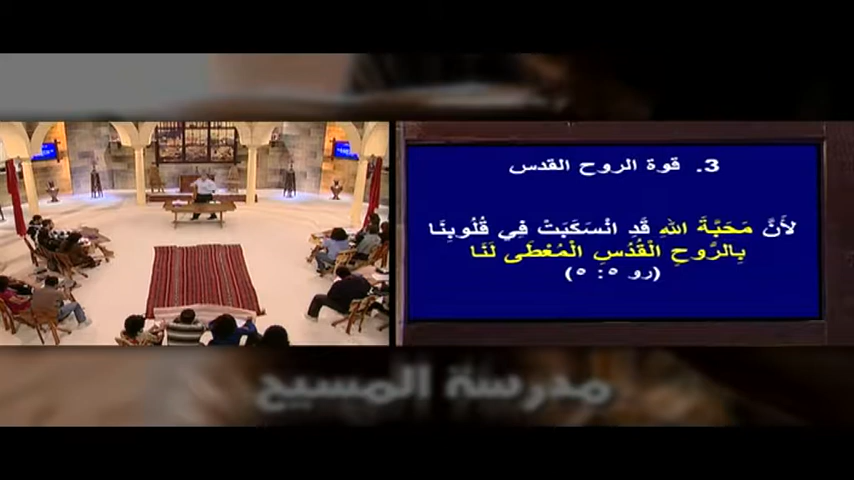 3. قوة الروح القدس
لأَنَّ مَحَبَّةَ اللهِ قَدِ انْسَكَبَتْ فِي قُلُوبِنَا
بِالرُّوحِ الْقُدُسِ الْمُعْطَى لَنَا
(رو ٥: ٥)
مدرسة المسيح